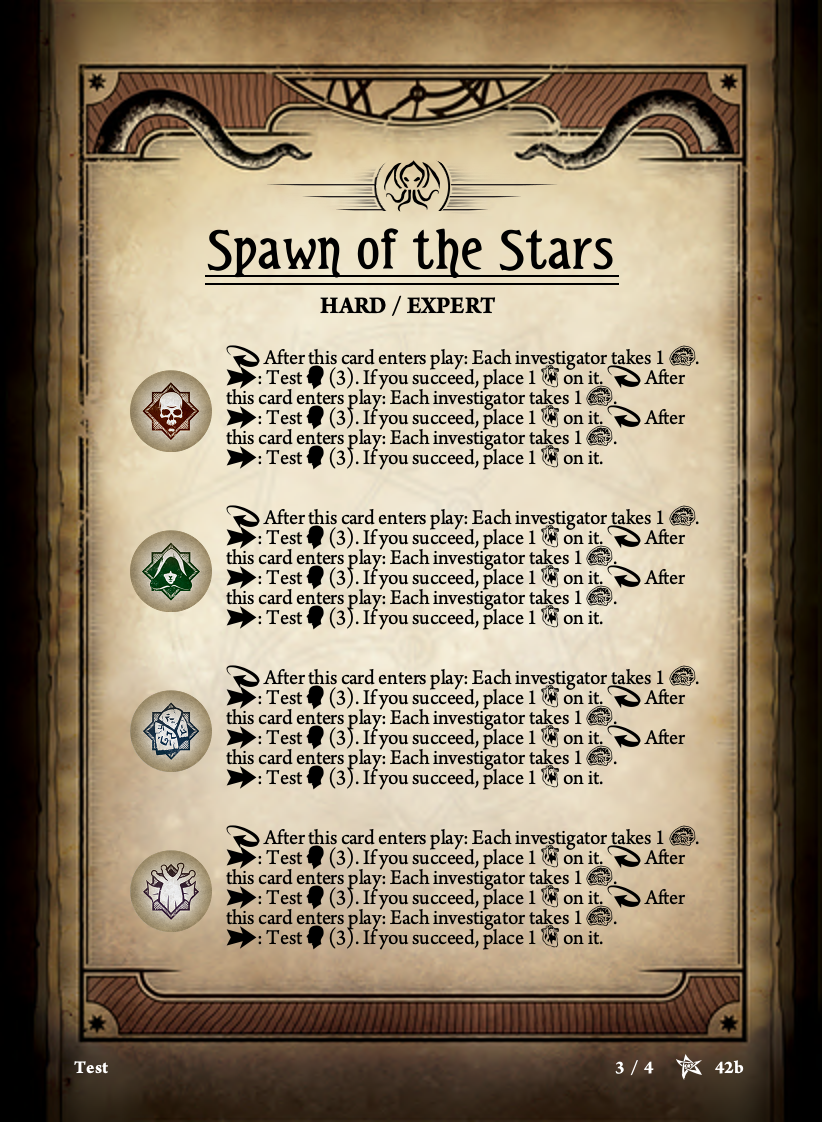 Spawn of the Stars
HARD / EXPERT
After this card enters play: Each investigator takes 1 .
: Test (3). If you succeed, place 1 on it. After
this card enters play: Each investigator takes 1 .
: Test (3). If you succeed, place 1 on it. After
this card enters play: Each investigator takes 1 .
: Test (3). If you succeed, place 1 on it.
After this card enters play: Each investigator takes 1 .
: Test (3). If you succeed, place 1 on it. After
this card enters play: Each investigator takes 1 .
: Test (3). If you succeed, place 1 on it. After
this card enters play: Each investigator takes 1 .
: Test (3). If you succeed, place 1 on it.
After this card enters play: Each investigator takes 1 .
: Test (3). If you succeed, place 1 on it. After
this card enters play: Each investigator takes 1 .
: Test (3). If you succeed, place 1 on it. After
this card enters play: Each investigator takes 1 .
: Test (3). If you succeed, place 1 on it.
After this card enters play: Each investigator takes 1 .
: Test (3). If you succeed, place 1 on it. After
this card enters play: Each investigator takes 1 .
: Test (3). If you succeed, place 1 on it. After
this card enters play: Each investigator takes 1 .
: Test (3). If you succeed, place 1 on it.
Test 3 / 4 42b